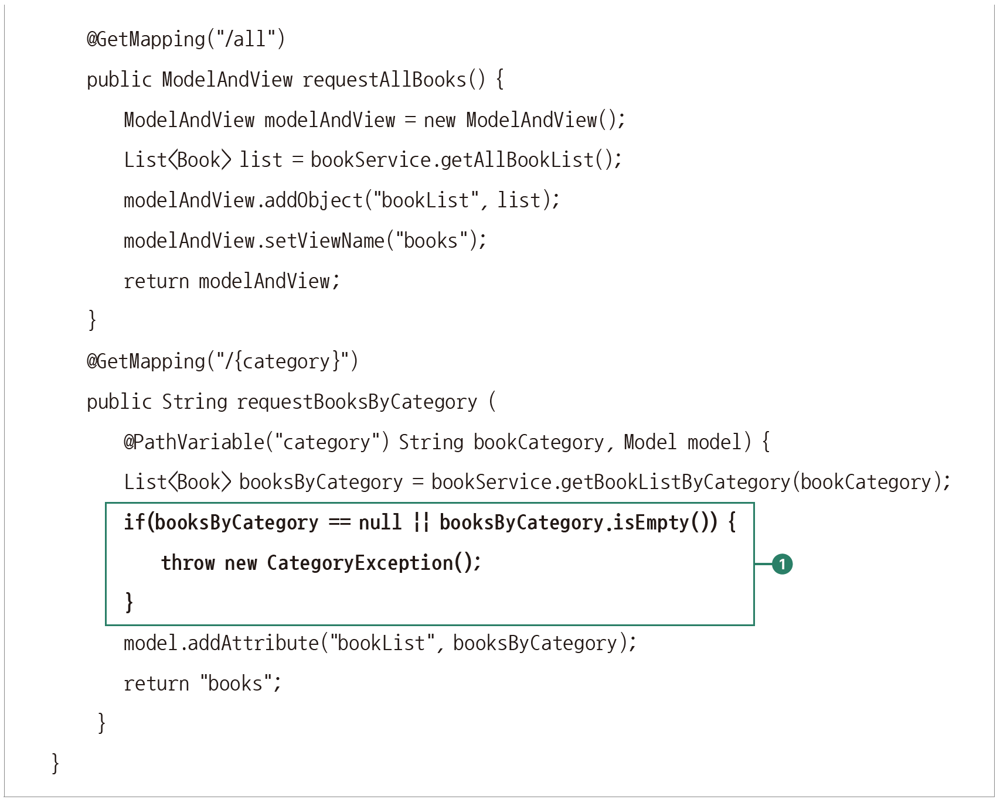 @GetMapping("/all")
public ModelAndView requestAllBooks() {
ModelAndView modelAndView = new ModelAndView();
List<Book> list = bookService.getAllBookList();
modelAndView.addObject("bookList", list);
modelAndView.setViewName("books");
return modelAndView;
}
@GetMapping("/{category}")
public String requestBooksByCategory (
@PathVariable("category") String bookCategory, Model model) {
List<Book> booksByCategory = bookService.getBookListByCategory(bookCategory);
if(booksByCategory == null || booksByCategory.isEmpty()) {
throw new CategoryException();
1
}
model.addAttribute("bookList", booksByCategory);
return "books";
}
}